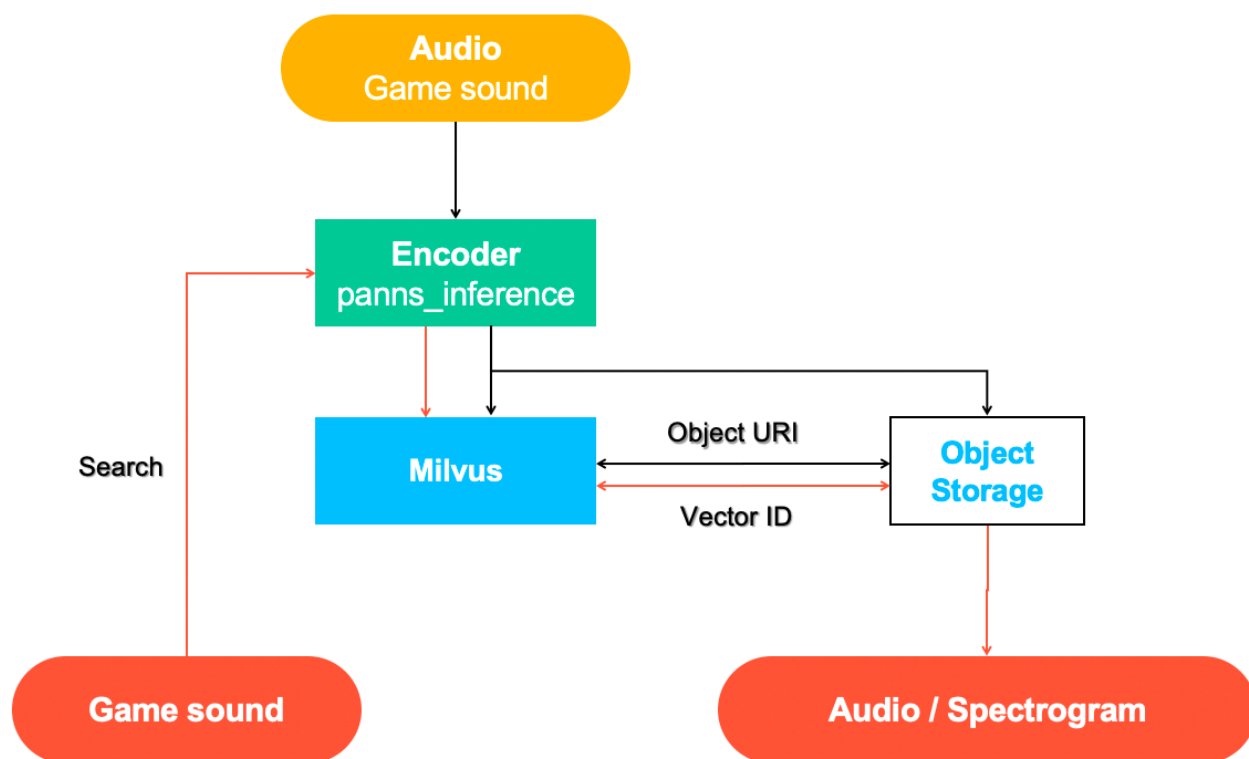 Audio
Game sound
Encoder
panns_inference
Object URI
Search
Milvus
Object
Storage
Vector ID
Game sound
Audio / Spectrogram